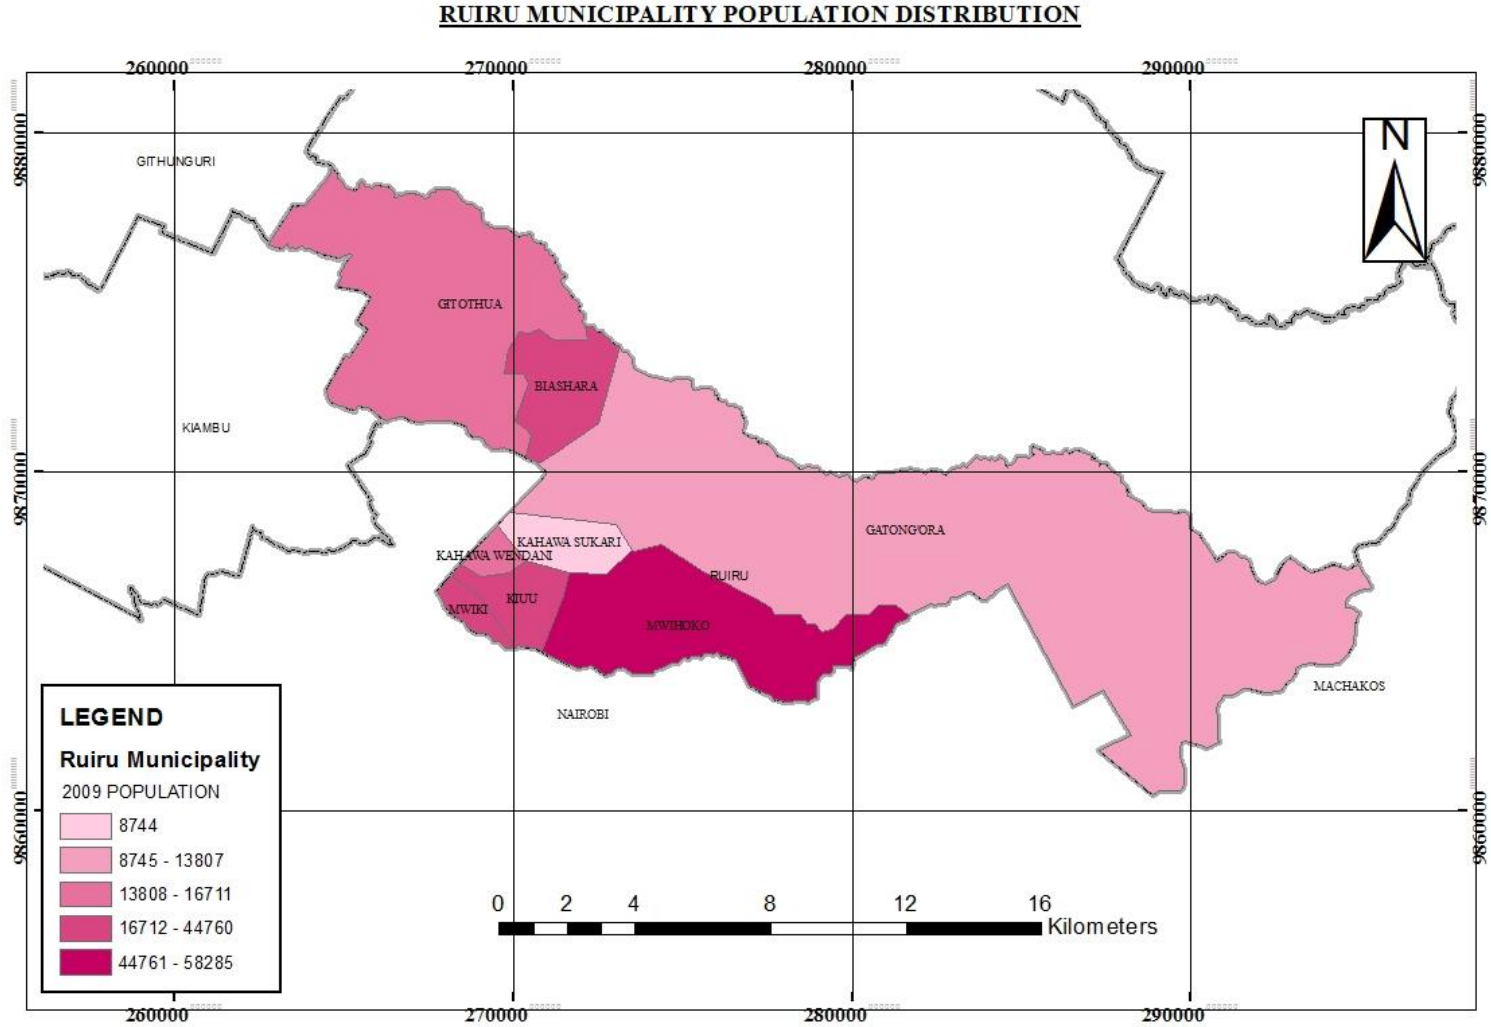 RUIRU MUNICIPALITY POPULATION DISTRIBUTION
260000 270000 280000 290000
9880000 9880000
N
GITHUNGURI
GITOTHUA
BIASHARA
KIAMBU
9870000 9870000
GATONG'ORA
KAHAWA SUKARI
KAHAWA WENDANI
RUIRU
KIUU
MWIKI
MWIHOKO
MACHAKOS
NAIROBI
LEGEND
Ruiru Municipality
2009 POPULATION
8744
8745 - 13807
13808 - 16711
16712 - 44760
44761 - 58285
9860000 9860000
0 2 4 8 12 16
Kilometers
260000 270000 280000 290000